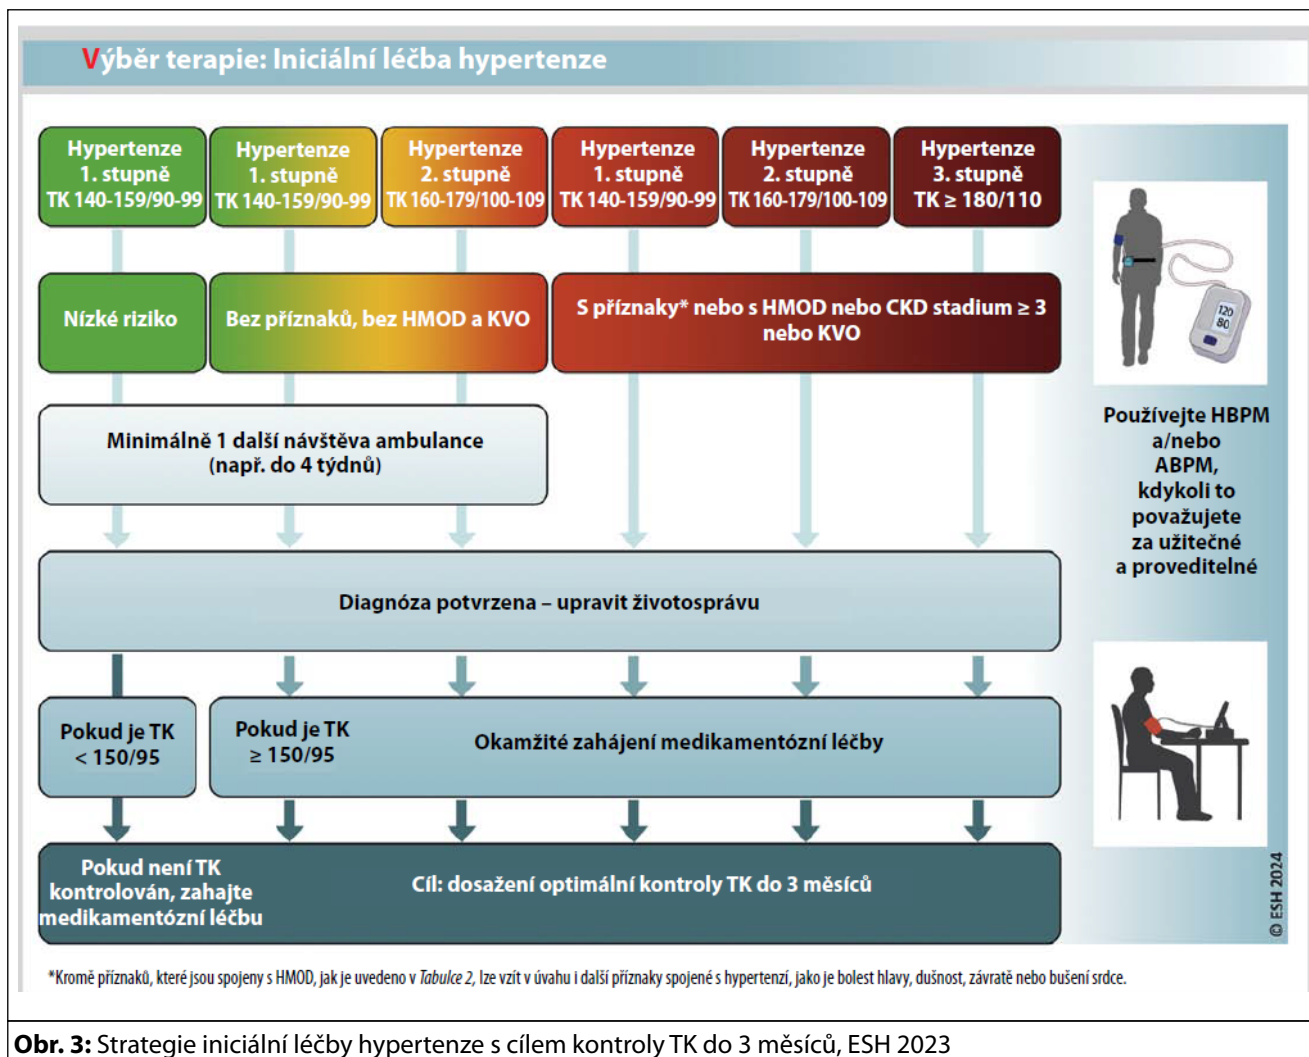 Výběr terapie: Iniciální léčba hypertenze
Hypertenze
1. stupně
TK 140-159/90-99
Hypertenze
1. stupně
TK 140-159/90-99
Hypertenze
2. stupně
TK 160-179/100-109
Hypertenze
1. stupně
TK 140-159/90-99
Hypertenze
2. stupně
TK 160-179/100-109
Hypertenze
3. stupně
TK ≥ 180/110
Nízké riziko
Bez příznaků, bez HMOD a KVO
S příznaky* nebo s HMOD nebo CKD stadium ≥ 3
nebo KVO
120
80
Minimálně 1 další návštěva ambulance
(např. do 4 týdnů)
Používejte HBPM
a/nebo
ABPM,
kdykoli to
považujete
za užitečné
a proveditelné
Diagnóza potvrzena – upravit životosprávu
Pokud je TK
< 150/95
Pokud je TK
≥ 150/95
Okamžité zahájení medikamentózní léčby
Pokud není TK
kontrolován, zahajte
medikamentózní léčbu
Cíl: dosažení optimální kontroly TK do 3 měsíců
© ESH 2024
*Kromě příznaků, které jsou spojeny s HMOD, jak je uvedeno v Tabulce 2, lze vzít v úvahu i další příznaky spojené s hypertenzí, jako je bolest hlavy, dušnost, závratě nebo bušení srdce.
Obr. 3: Strategie iniciální léčby hypertenze s cílem kontroly TK do 3 měsíců, ESH 2023